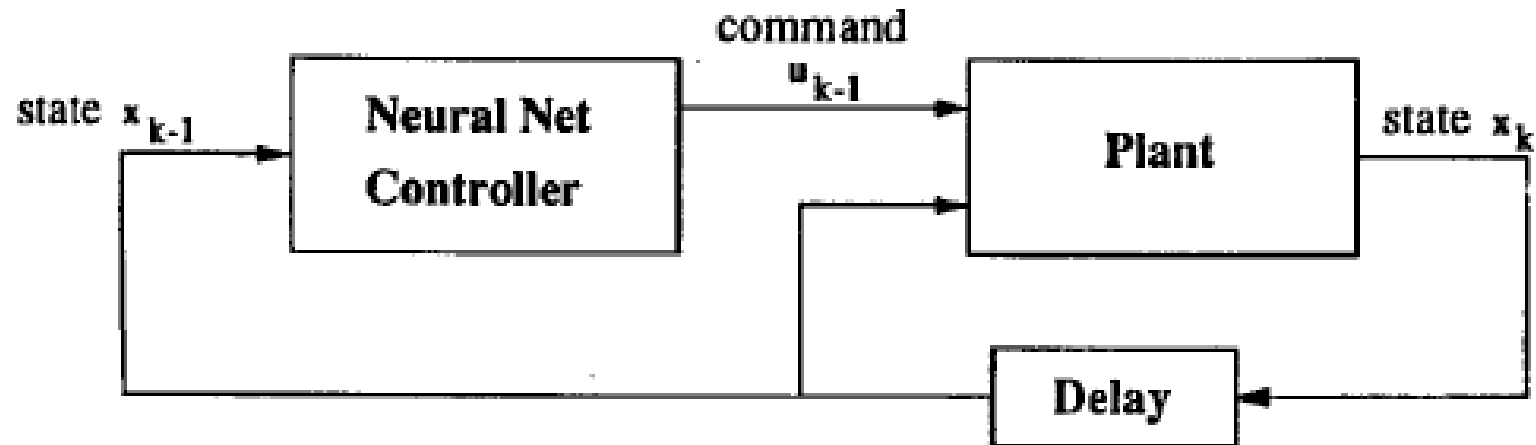 command
u k-1
state x k-1
Neural Net
Controller
Plant
state x k
Delay